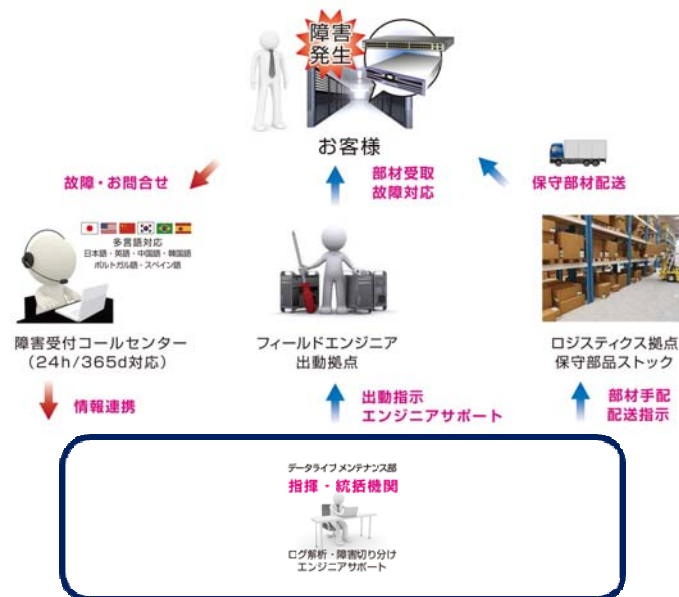 障害
発生
お客様
故障・お問合せ
部材受取
故障対応
保守部材配送
多言語対応
日本語・英語・中国語・韓国語
ポルトガル語・スペイン語
障害受付コールセンター
(24h/365d対応)
フィールドエンジニア
出動拠点
ロジスティクス拠点
保守部品ストック
情報連携
出動指示
エンジニアサポート
部材手配
配送指示
データライブ メンテナンス部
指揮・統括機関
ログ解析・障害切り分け
エンジニアサポート